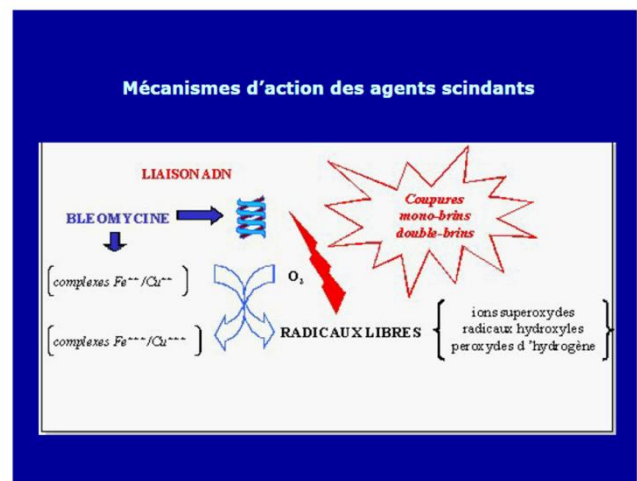 Mécanismes d'action des agents scindants
LIAISON ADN
BLEOMYCINE
Coupures
mono-brins
double-brins
complexes Fe⁺⁺/Cu⁺⁺
O₂
complexes Fe⁺⁺⁺/Cu⁺⁺⁺
RADICAUX LIBRES
ions superoxydes
radicaux hydroxyles
peroxydes d 'hydrogène